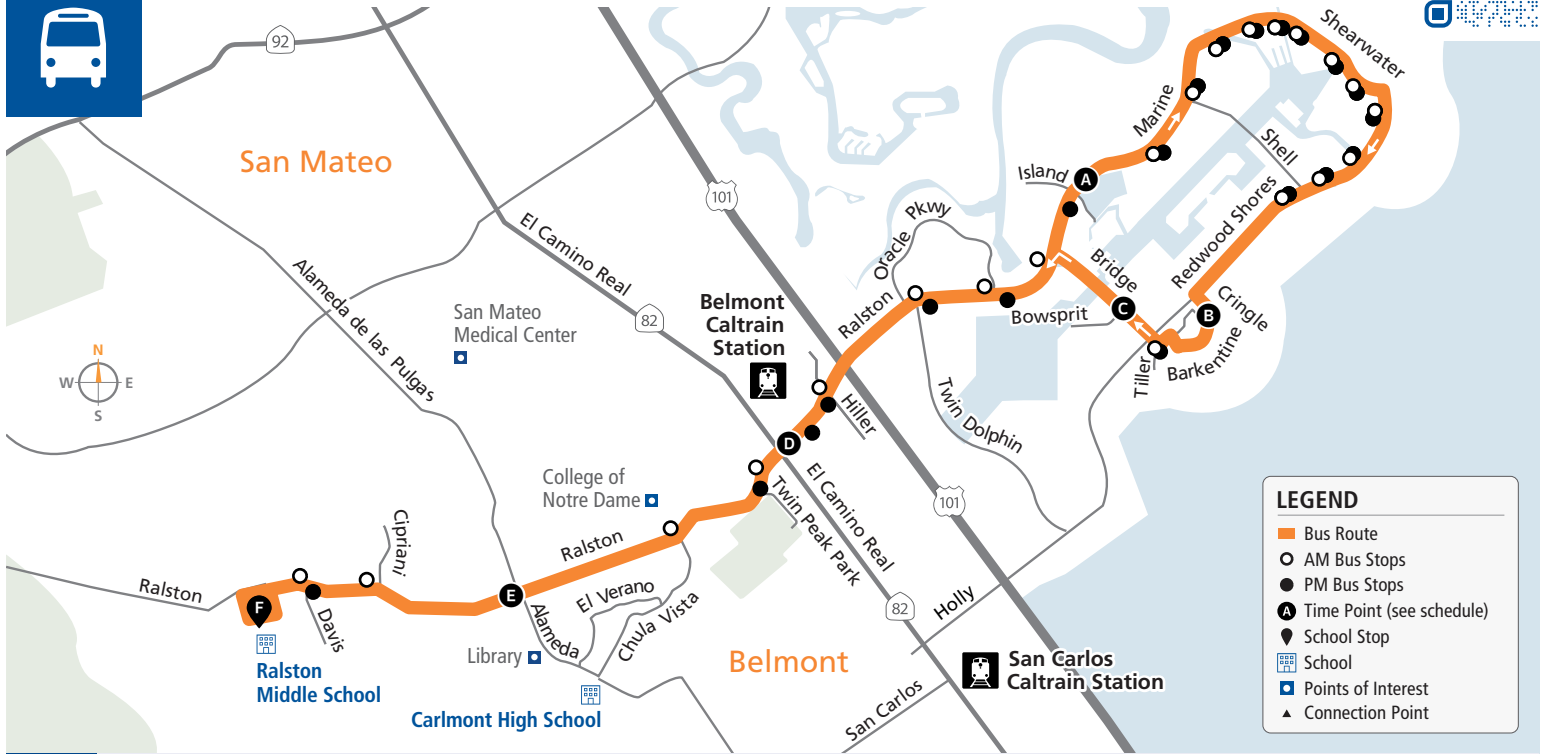 92
San Mateo
Shearwater
Marine
Shell
Island
A
101
Redwood Shores
Oracle Pkwy
El Camino Real
Bridge
Cringle
Alameda de las Pulgas
Ralston
Bowsprit
C
B
Barkentine
Tiller
San Mateo
Medical Center
82
Belmont
Caltrain
Station
N
W
E
S
Hiller
Twin Dolphin
D
College of
Notre Dame
Twin Peak Park
El Camino Real
101
Cipriani
Ralston
Ralston
E
F
Davis
El Verano
Chula Vista
Alameda
82
Holly
Library
Belmont
Ralston
Middle School
Carlmont High School
San Carlos
San Carlos
Caltrain Station
LEGEND
Bus Route
AM Bus Stops
PM Bus Stops
A Time Point (see schedule)
School Stop
School
Points of Interest
Connection Point